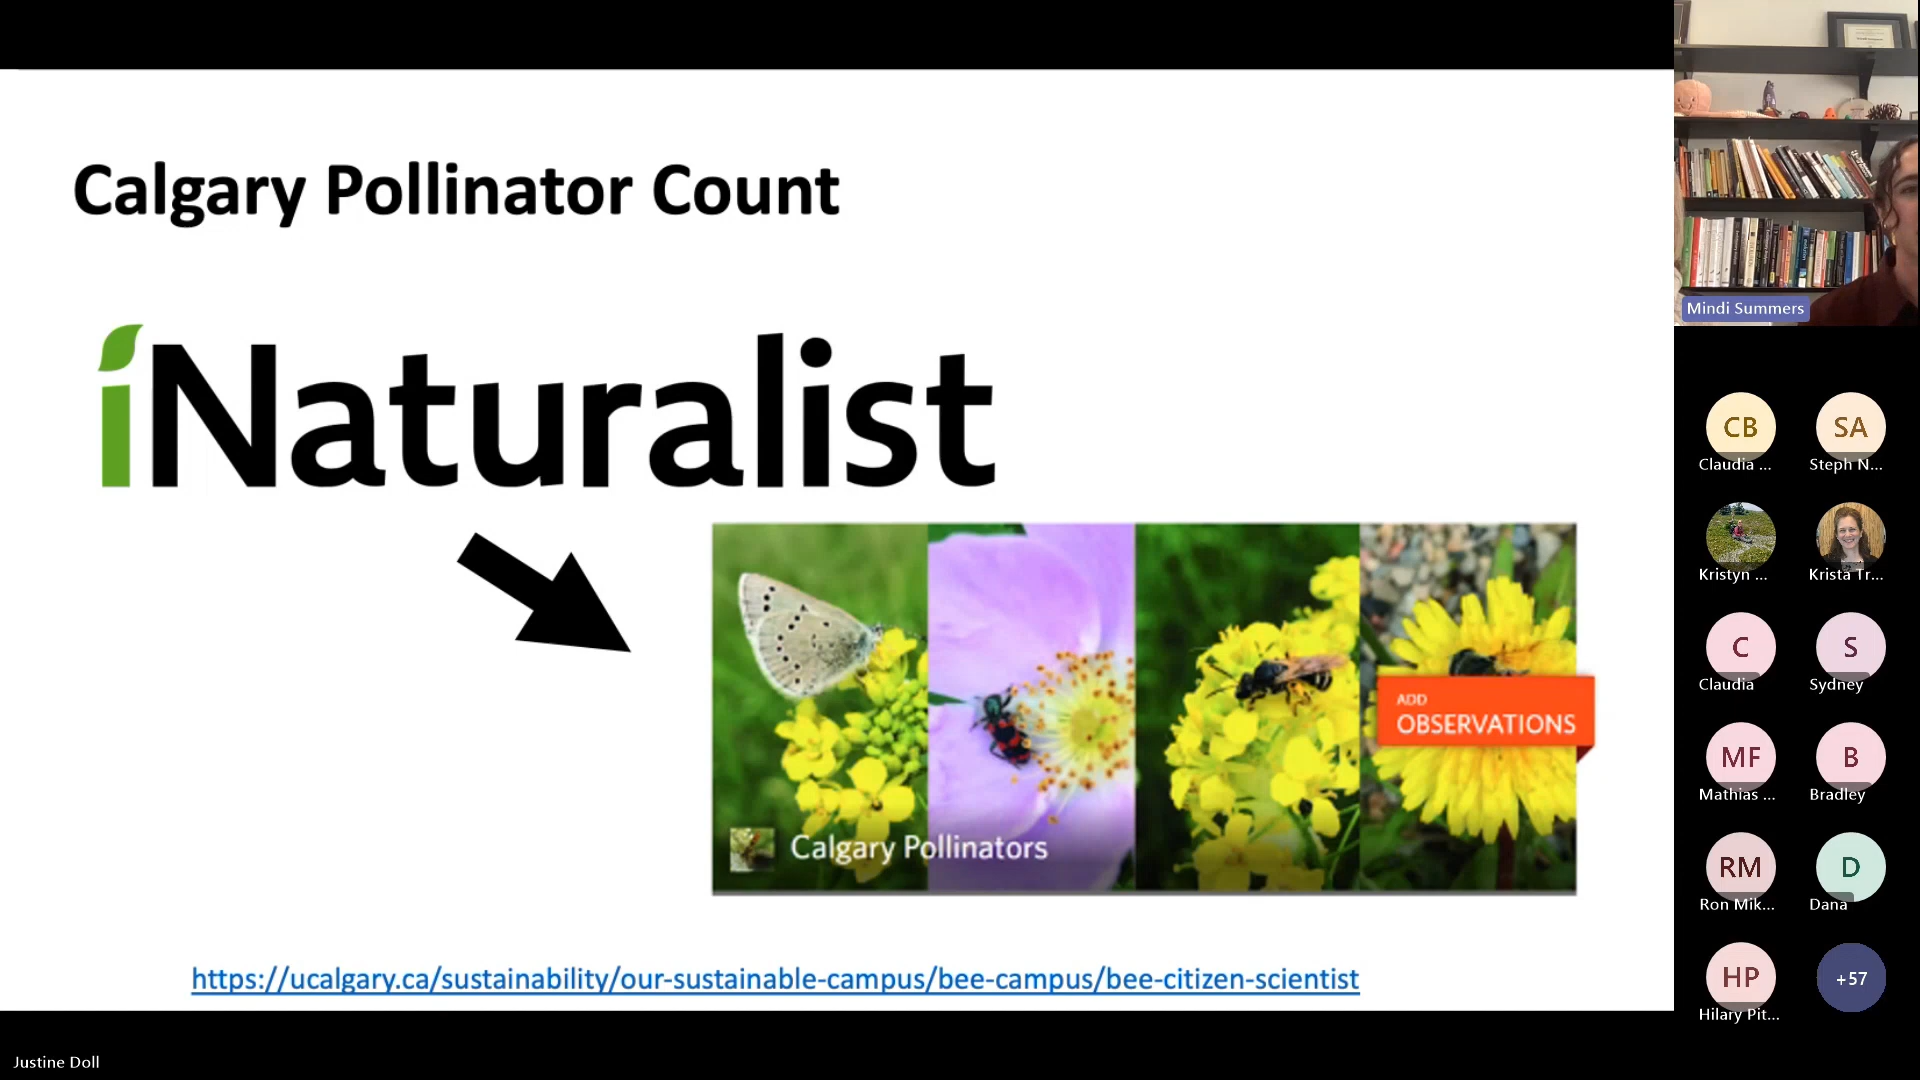 Calgary Pollinator Count
iNaturalist
ADD
OBSERVATIONS
Calgary Pollinators
https://ucalgary.ca/sustainability/our-sustainable-campus/bee-campus/bee-citizen-scientist
Justine Doll
Mindi Summers
CB
SA
Claudia ...
Steph N...
Kristyn ...
Krista Tr...
C
S
Claudia
Sydney
MF
B
Mathias ...
Bradley
RM
D
Ron Mik...
Dana
HP
+57
Hilary Pit...